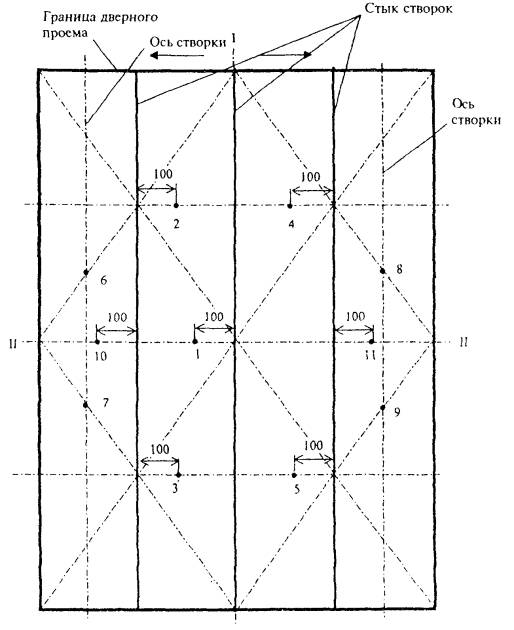 Граница дверного
проема
Ось створки
1
Стык створок
Ось
створки
100
100
2
4
6
8
100
100
100
II
II
10
1
11
7
9
100
100
3
5